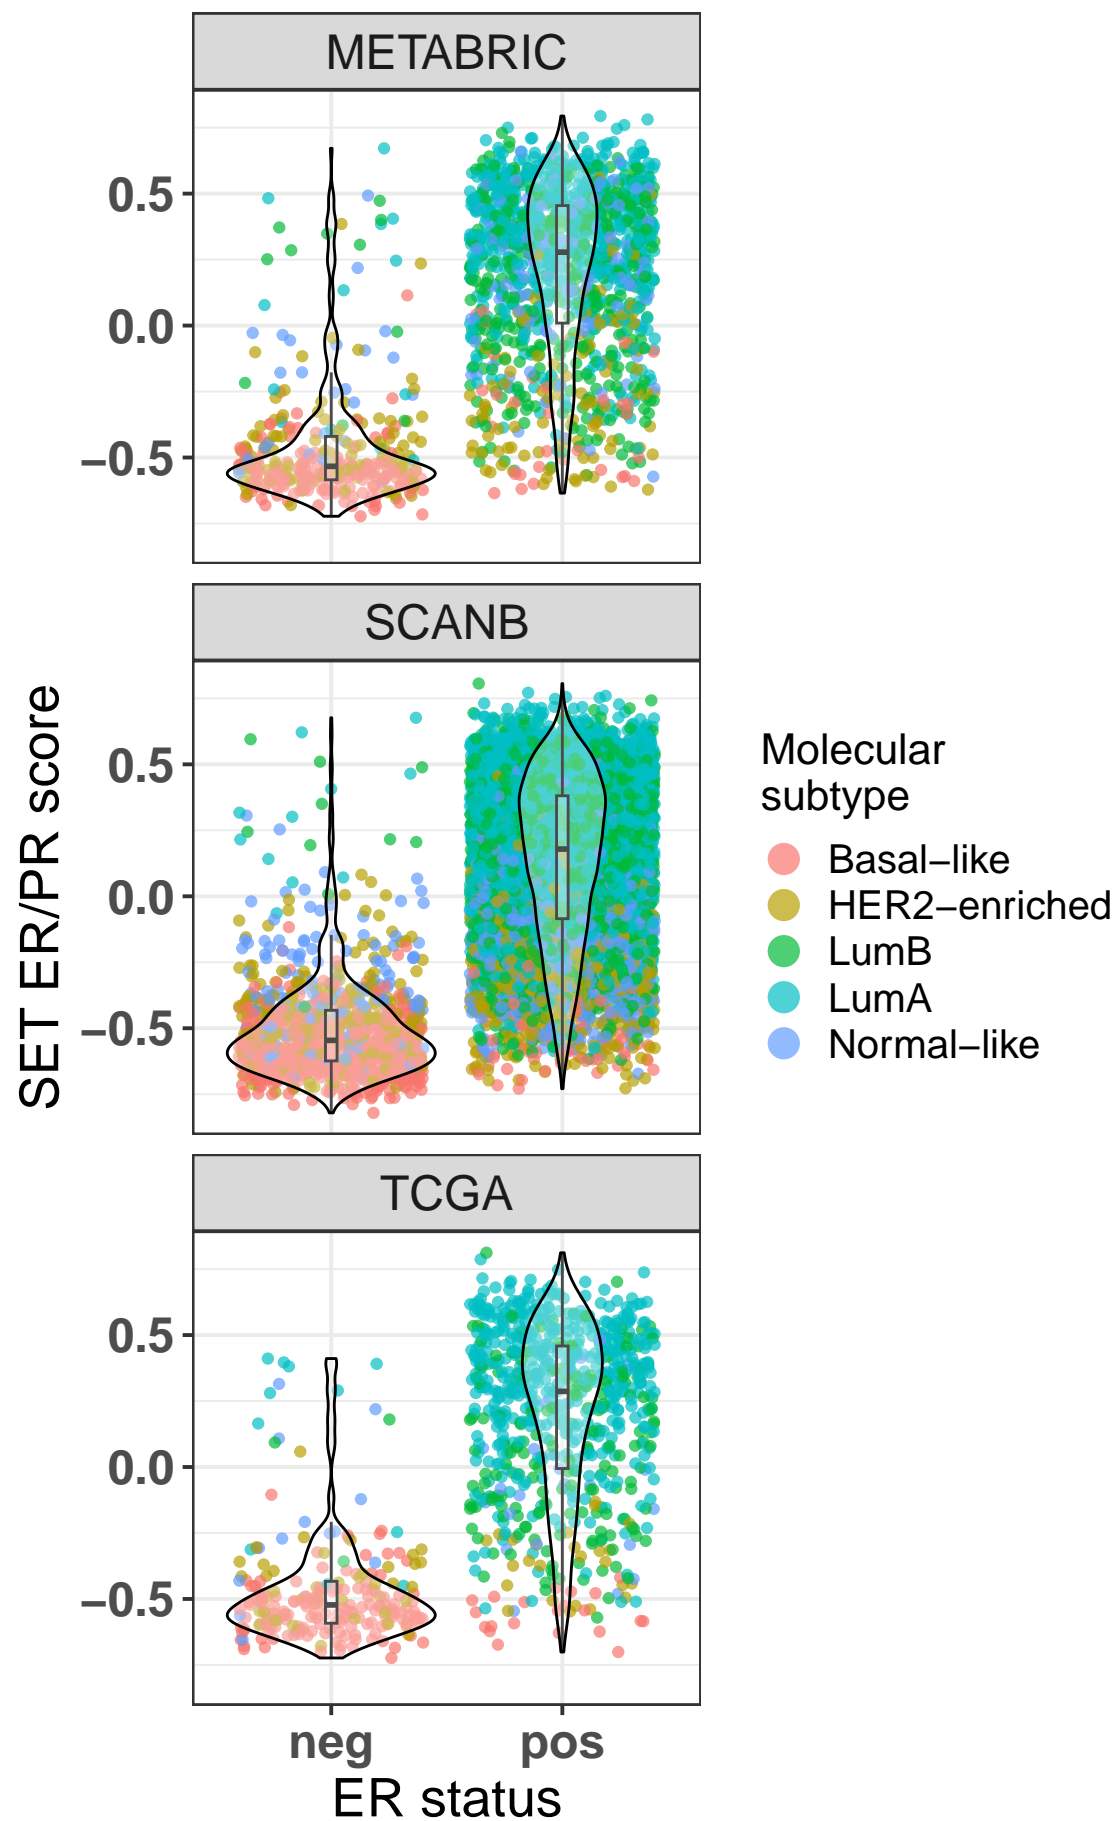 METABRIC
0.5
0.0
−0.5
SCANB
0.5
0.0
−0.5
TCGA
0.5
0.0
−0.5
neg
pos
ER status
SET ER/PR score
Molecular
subtype
Basal−like
HER2−enriched
LumB
LumA
Normal−like